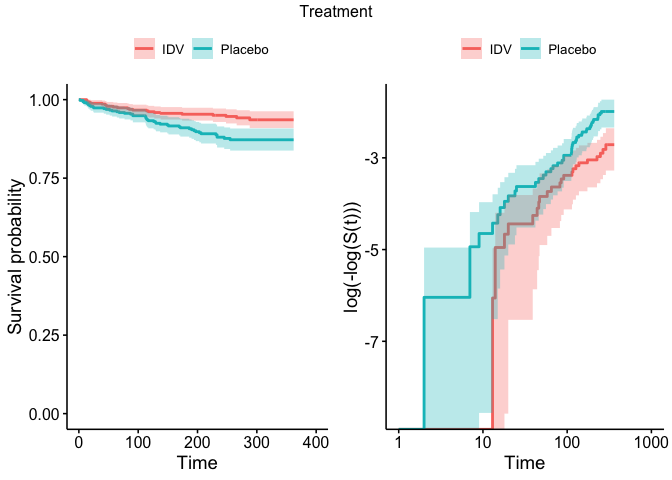 Treatment
IDV Placebo
IDV Placebo
Survival probability
1.00
0.75
0.50
0.25
0.00
0 100 200 300 400
Time
log(-log(S(t)))
-3
-5
-7
1 10 100 1000
Time